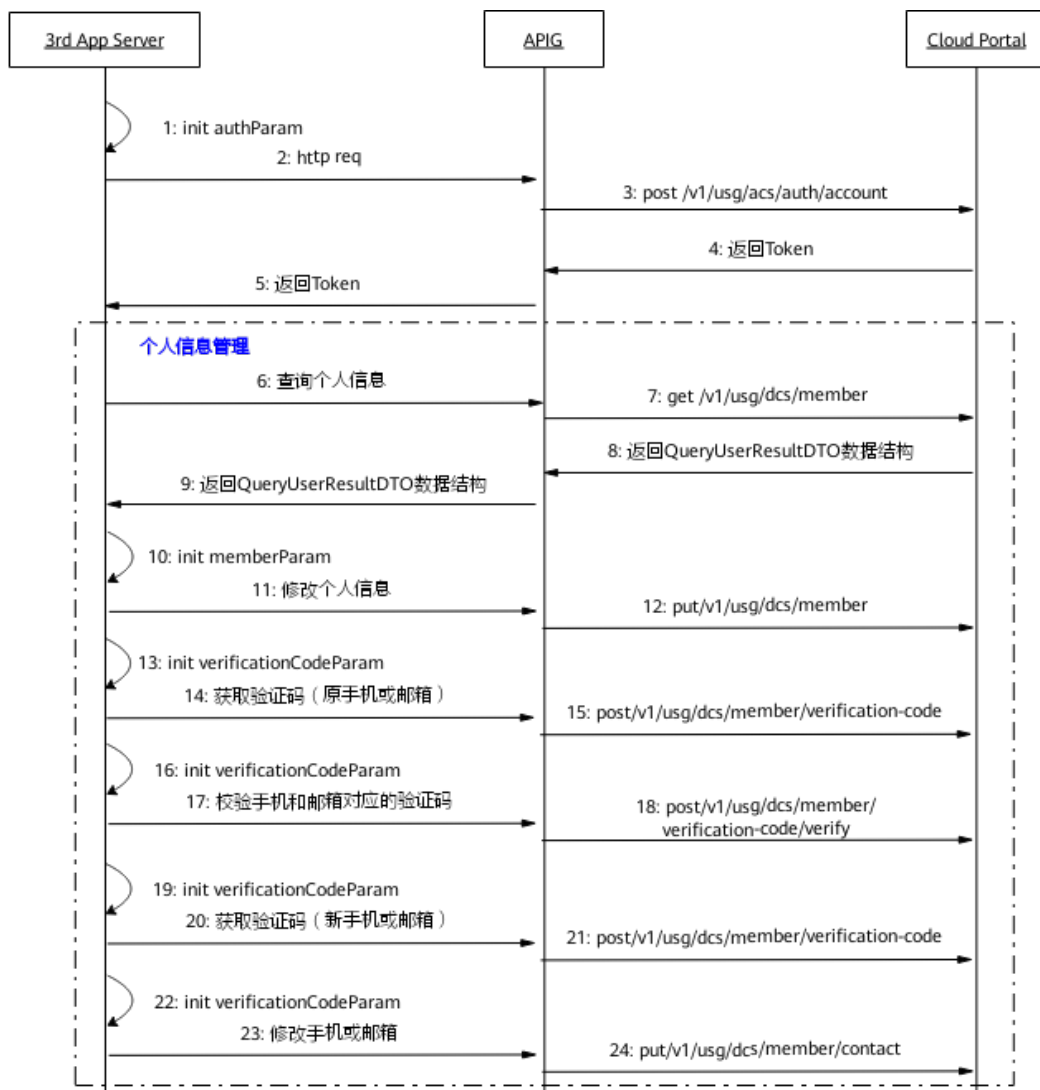 3rd App Server
APIG
Cloud Portal
1: init authParam
2: http req
3: post /v1/usg/acs/auth/account
4: 返回Token
5: 返回Token
个人信息管理
6: 查询个人信息
7: get /v1/usg/dcs/member
8: 返回QueryUserResultDTO数据结构
9: 返回QueryUserResultDTO数据结构
10: init memberParam
11: 修改个人信息
12: put/v1/usg/dcs/member
13: init verificationCodeParam
14: 获取验证码（原手机或邮箱）
15: post/v1/usg/dcs/member/verification-code
16: init verificationCodeParam
17: 校验手机和邮箱对应的验证码
18: post/v1/usg/dcs/member/
verification-code/verify
19: init verificationCodeParam
20: 获取验证码（新手机或邮箱）
21: post/v1/usg/dcs/member/verification-code
22: init verificationCodeParam
23: 修改手机或邮箱
24: put/v1/usg/dcs/member/contact